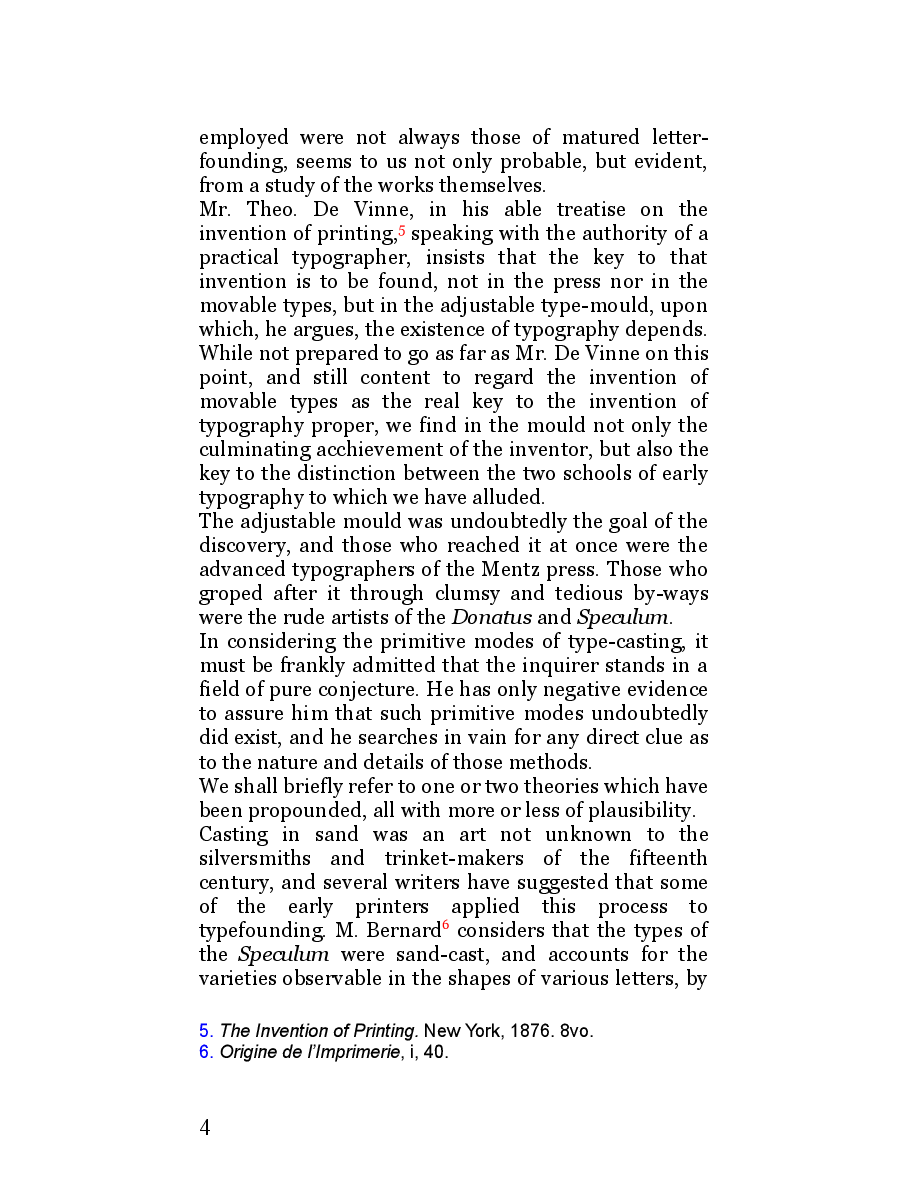 employed were not always those of matured letter-
founding, seems to us not only probable, but evident,
from a study of the works themselves.
Mr. Theo. De Vinne, in his able treatise on the
invention of printing,5 speaking with the authority of a
practical typographer, insists that the key to that
invention is to be found, not in the press nor in the
movable types, but in the adjustable type-mould, upon
which, he argues, the existence of typography depends.
While not prepared to go as far as Mr. De Vinne on this
point, and still content to regard the invention of
movable types as the real key to the invention of
typography proper, we find in the mould not only the
culminating acchievement of the inventor, but also the
key to the distinction between the two schools of early
typography to which we have alluded.
The adjustable mould was undoubtedly the goal of the
discovery, and those who reached it at once were the
advanced typographers of the Mentz press. Those who
groped after it through clumsy and tedious by-ways
were the rude artists of the Donatus and Speculum.
In considering the primitive modes of type-casting, it
must be frankly admitted that the inquirer stands in a
field of pure conjecture. He has only negative evidence
to assure him that such primitive modes undoubtedly
did exist, and he searches in vain for any direct clue as
to the nature and details of those methods.
We shall briefly refer to one or two theories which have
been propounded, all with more or less of plausibility.
Casting in sand was an art not unknown to the
silversmiths and trinket-makers of the fifteenth
century, and several writers have suggested that some
of the early printers applied this process to
typefounding. M. Bernard6 considers that the types of
the Speculum were sand-cast, and accounts for the
varieties observable in the shapes of various letters, by
5. The Invention of Printing. New York, 1876. 8vo.
6. Origine de l’Imprimerie, i, 40.
4